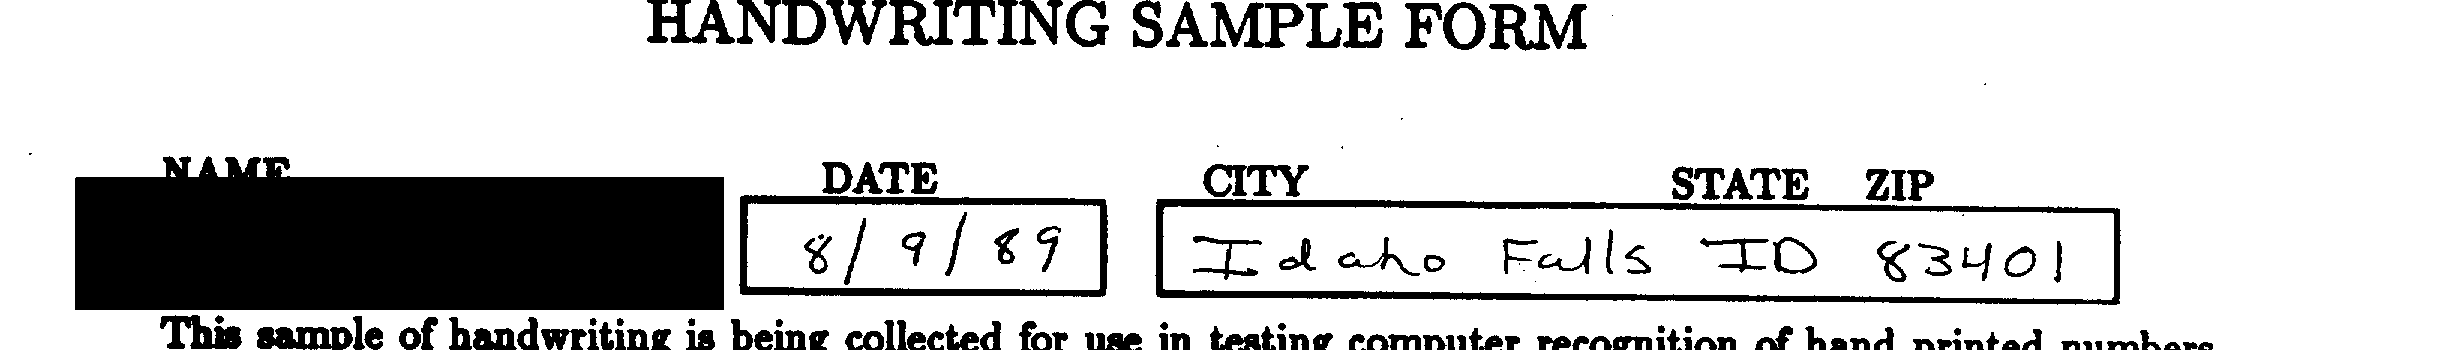 HANDWRITING SAMPLE FORM
NAME DATE CITY STATE ZIP
8/9/89 Idaho Falls ID 83401
This sample of handwriting is being collected for use in testing computer recognition of hand printed numbers